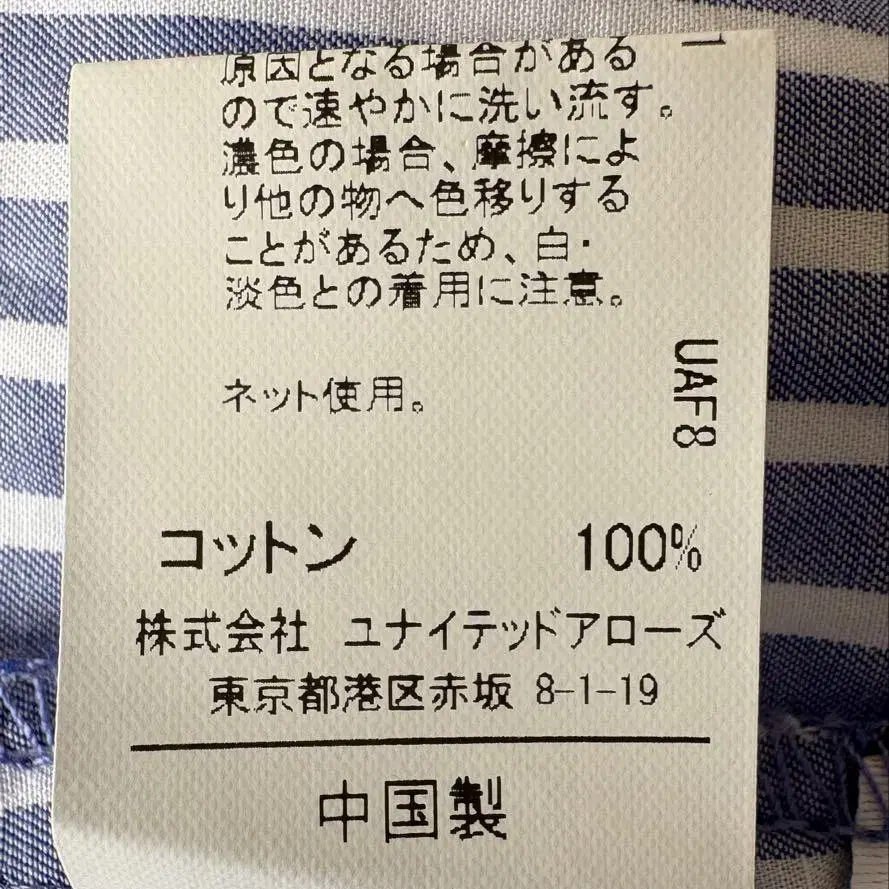 原因となる場合がある
ので速やかに洗い流す。
濃色の場合、摩擦によ
り他の物へ色移りする
ことがあるため、白・
淡色との着用に注意。
ネット使用。
UAF8
コットン 100%
株式会社 ユナイテッドアローズ
東京都港区赤坂 8-1-19
中国製